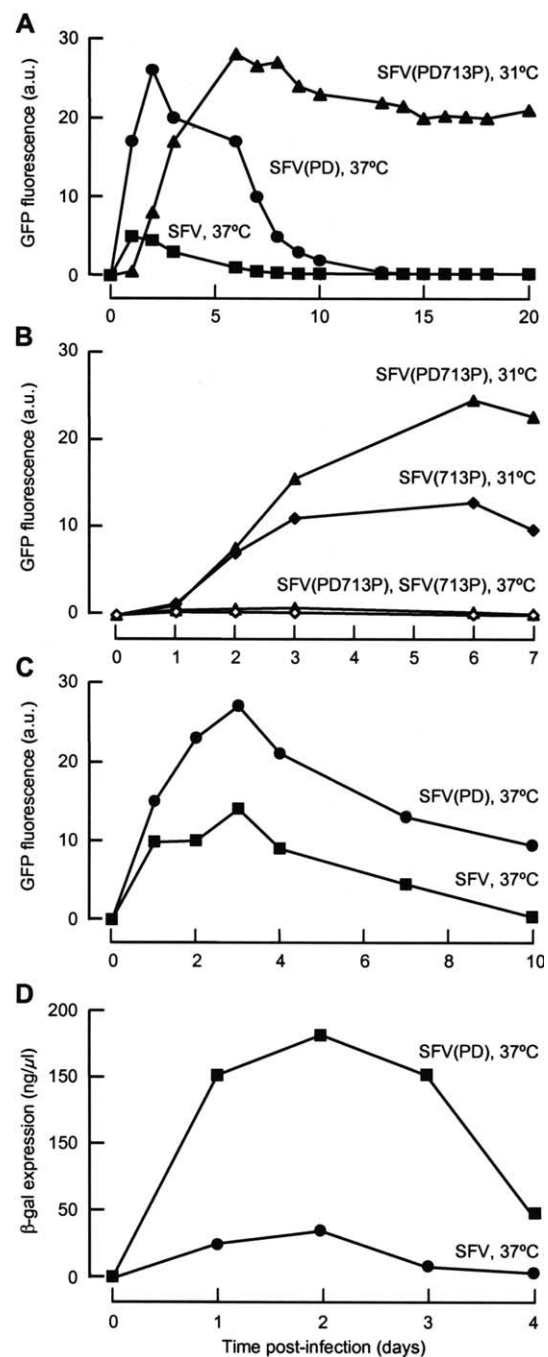 A
30
20
10
0
GFP fluorescence (a.u.)
SFV(PD713P), 31ºC
SFV(PD), 37ºC
SFV, 37ºC
0 5 10 15 20
B
30
20
10
0
GFP fluorescence (a.u.)
SFV(PD713P), 31ºC
SFV(713P), 31ºC
SFV(PD713P), SFV(713P), 37ºC
0 1 2 3 4 5 6 7
C
30
20
10
0
GFP fluorescence (a.u.)
SFV(PD), 37ºC
SFV, 37ºC
0 2 4 6 8 10
D
200
150
150
50
0
β-gal expression (ng/µl)
SFV(PD), 37ºC
SFV, 37ºC
0 1 2 3 4
Time post-infection (days)